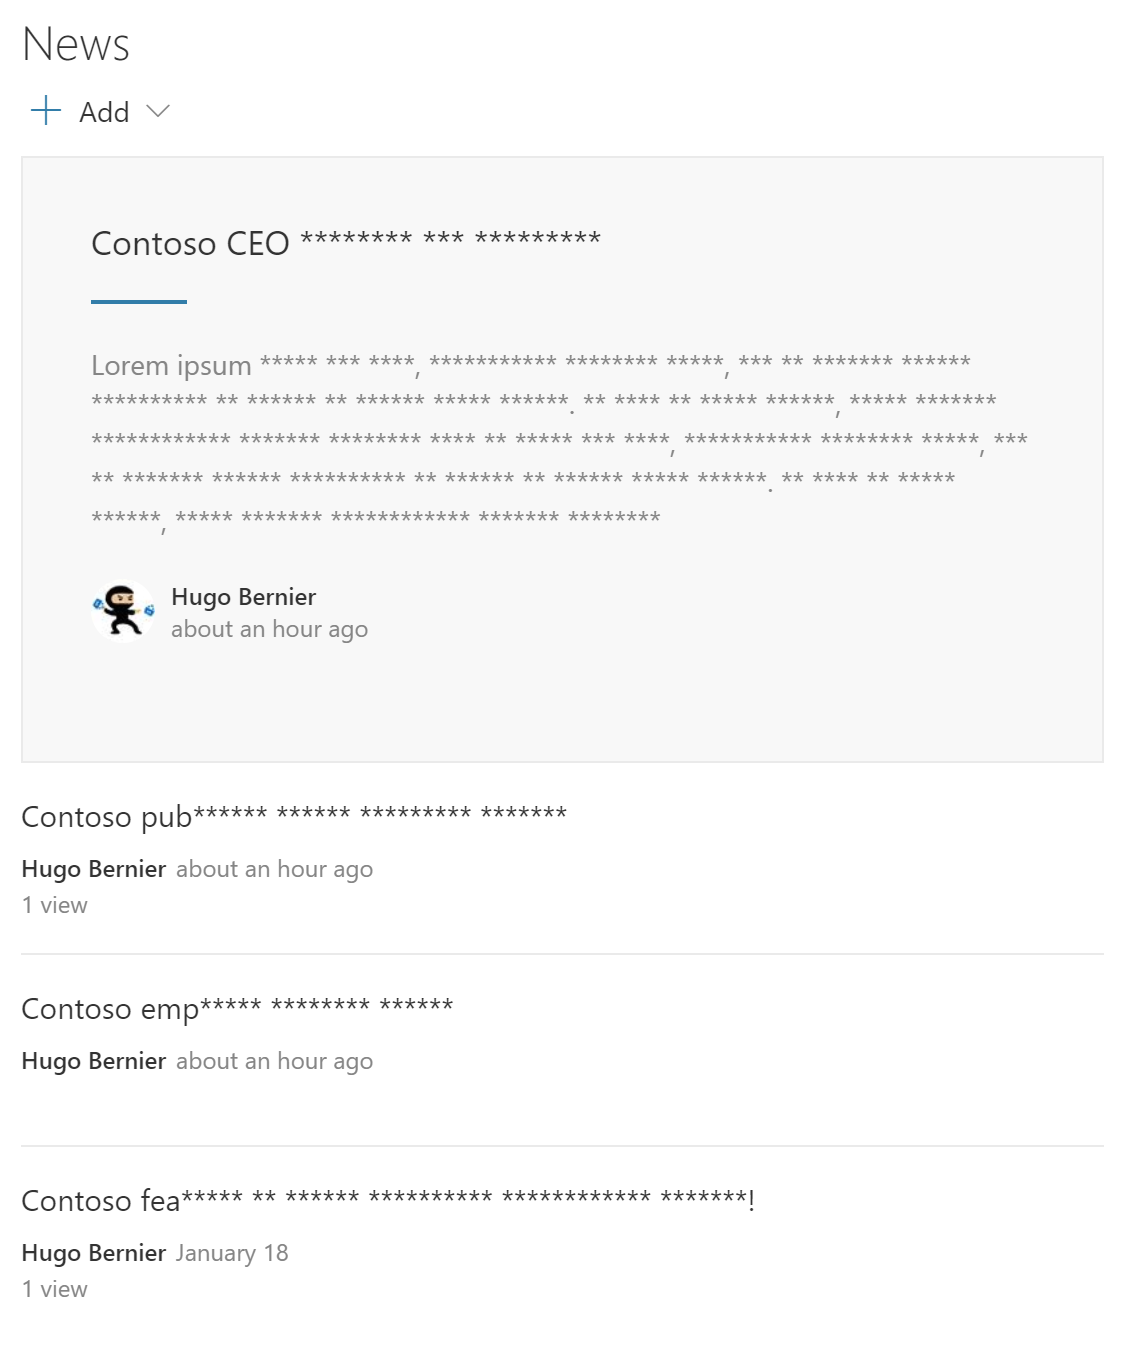 News
Add
Contoso CEO ******** *** *********
Lorem ipsum ***** *** ****, *********** ******** *****, *** ** ******* ******
********** ** ****** ** ****** ***** ******. ** **** ** ***** ******, ***** *******
************ ******* ******** **** ** ***** *** ****, *********** ******** *****, ***
** ******* ****** ********** ** ****** ** ****** ***** ******. ** **** ** *****
******, ***** ******* ************ ******* ********
Hugo Bernier
about an hour ago
Contoso pub****** ****** ********* *******
Hugo Bernier about an hour ago
1 view
Contoso emp***** ******** ******
Hugo Bernier about an hour ago
Contoso fea***** ** ****** ********** ************ *******!
Hugo Bernier January 18
1 view